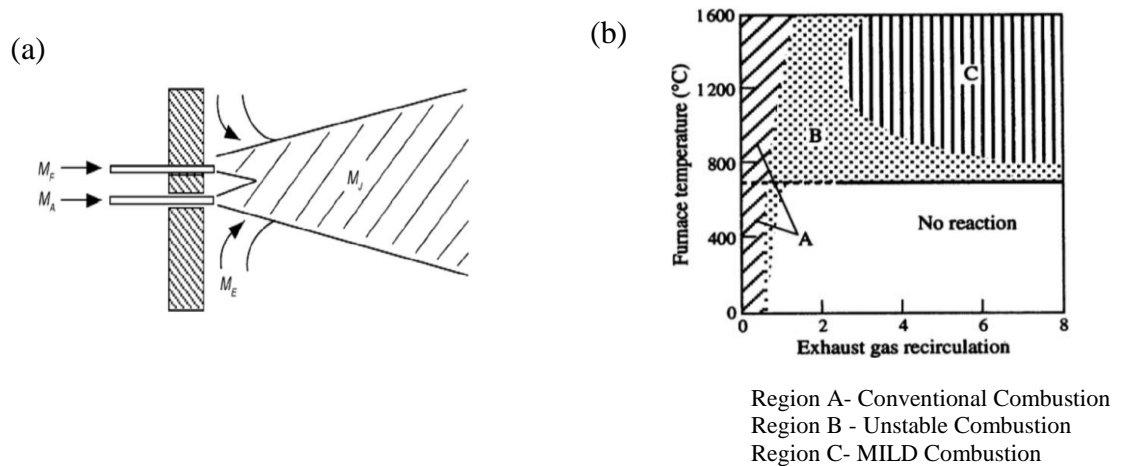 (a)
M_F
M_A
M_J
M_E
(b)
1600
1200
800
400
0
Furnace temperature (°C)
A
B
C
No reaction
0 2 4 6 8
Exhaust gas recirculation
Region A- Conventional Combustion
Region B - Unstable Combustion
Region C- MILD Combustion